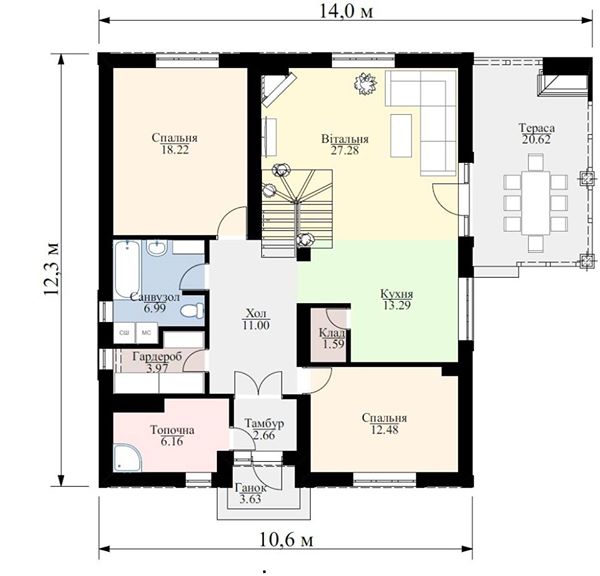 14,0 м
12,3 м
Спальня
18.22
Вітальня
27.28
Тераса
20.62
Санвузол
6.99
СШ МС
Хол
11.00
Кухня
13.29
Клад
1.59
Гардероб
3.97
Топочна
6.16
Тамбур
2.66
Спальня
12.48
Ганок
3.63
10,6 м